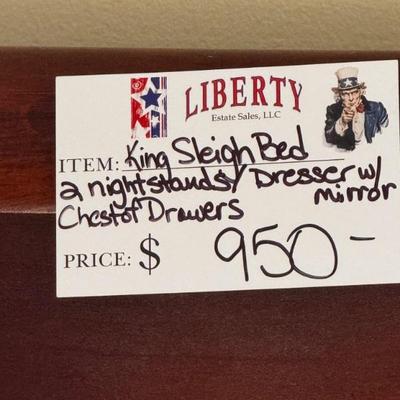 LIBERTY
Estate Sales, LLC
ITEM: King Sleigh Bed
2 nightstands/ Dresser w/ mirror
Chest of Drawers
PRICE: $ 950-